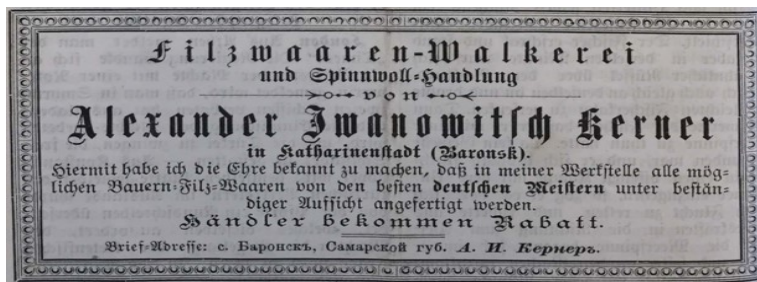 Filzwaaren-Walkerei
und Spinnwoll-Handlung
von
Alexander Iwanowitsch Kerner
in Katharinenstadt (Baronsk).
Hiermit habe ich die Ehre bekannt zu machen, daß in meiner Werkstelle alle mög-
lichen Bauern-Filz-Waaren von den besten deutschen Meistern unter bestän-
diger Aufsicht angefertigt werden.
Händler bekommen Rabatt.
Brief-Adresse: с. Баронскъ, Самарской губ. А. И. Кернеръ.